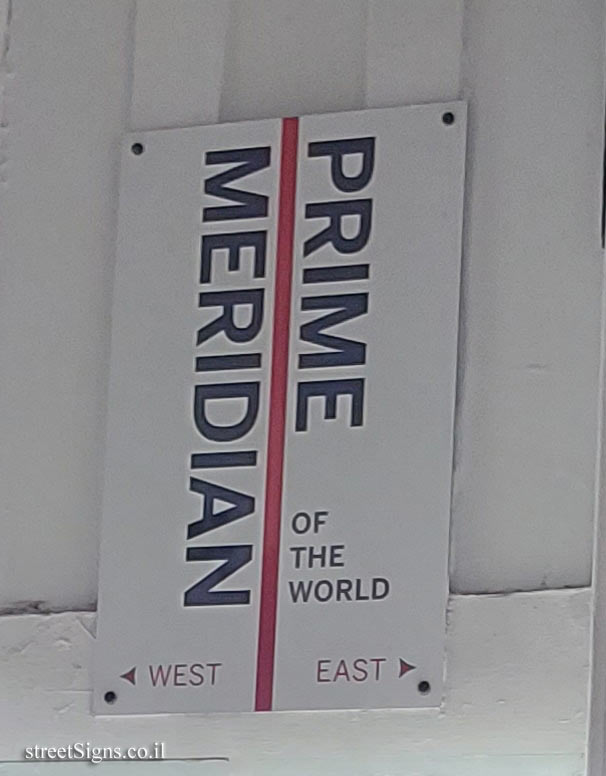 PRIME
MERIDIAN
OF
THE
WORLD
WEST
EAST
streetSigns.co.il